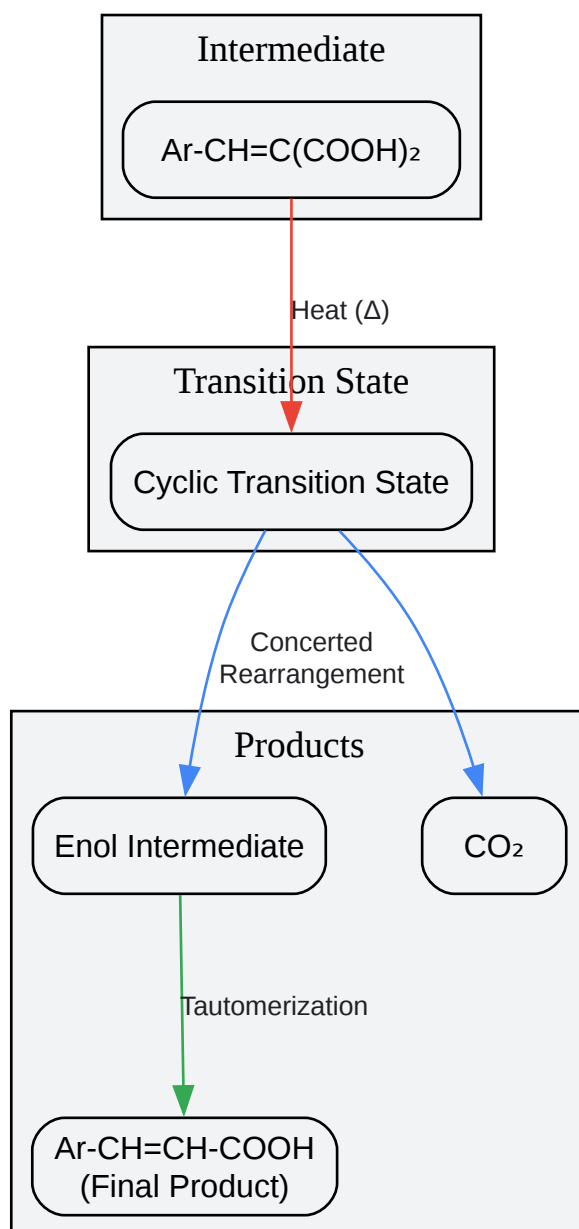 Intermediate
Ar-CH=C(COOH)₂
Heat (Δ)
Transition State
Cyclic Transition State
Concerted
Rearrangement
Products
Enol Intermediate
CO₂
Tautomerization
Ar-CH=CH-COOH
(Final Product)